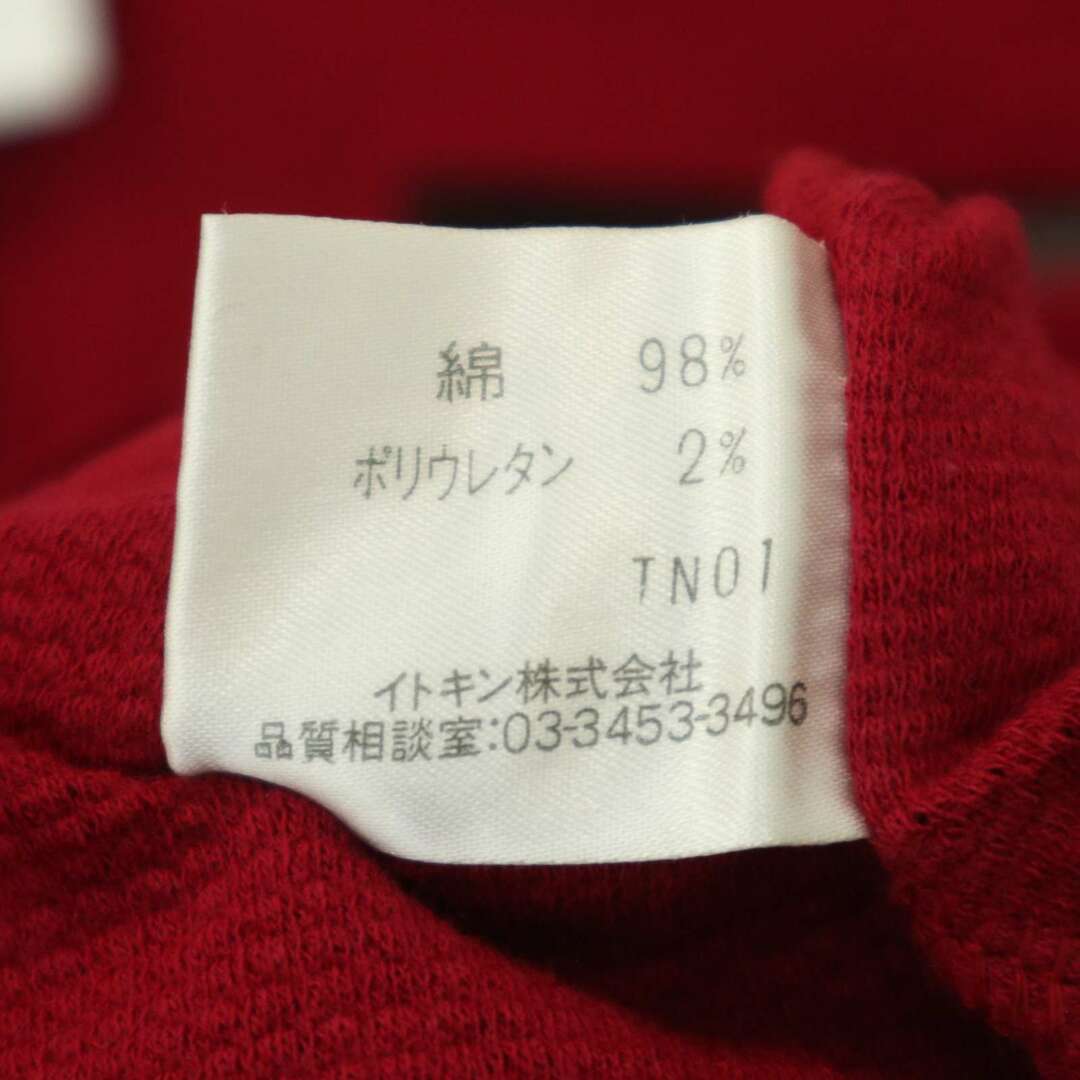 綿 98%
ポリウレタン 2%
TN01
イトキン株式会社
品質相談室:03-3453-3496